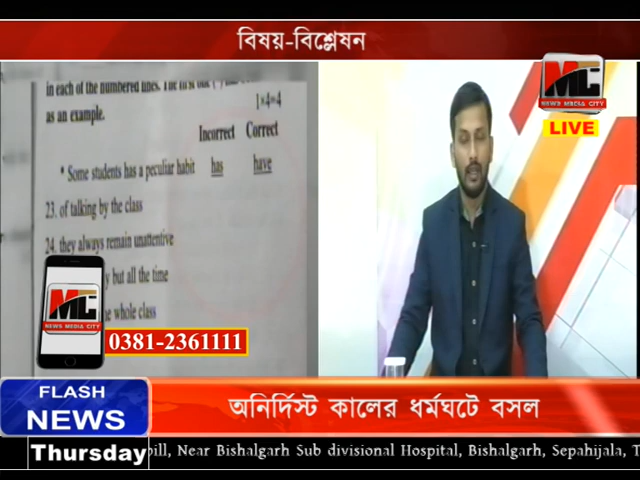 বিষয়-বিশ্লেষন
MC
NEWS MEDIA CITY
LIVE
in each of the numbered lines. The first one
as an example.
1×4=4
Incorrect Correct
* Some students has a peculiar habit has have
23. of talking by the class
24. they always remain unattentive
y but all the time
whole class
MC
NEWS MEDIA CITY
0381-2361111
FLASH
NEWS
অনির্দিস্ট কালের ধর্মঘটে বসল
Thursday
bill, Near Bishalgarh Sub divisional Hospital, Bishalgarh, Sepahijala, T